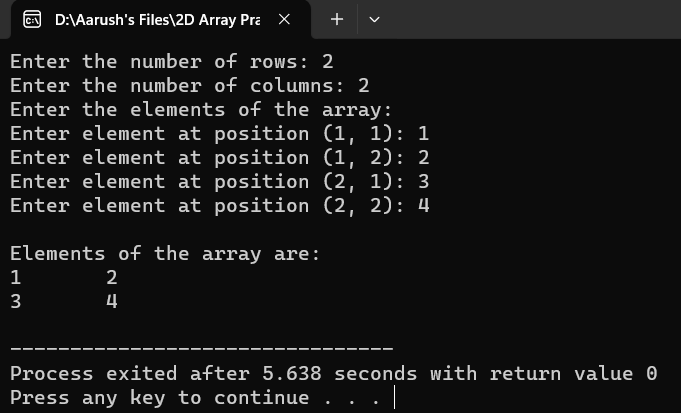 D:\Aarush's Files\2D Array Pra
Enter the number of rows: 2
Enter the number of columns: 2
Enter the elements of the array:
Enter element at position (1, 1): 1
Enter element at position (1, 2): 2
Enter element at position (2, 1): 3
Enter element at position (2, 2): 4
Elements of the array are:
1 2
3 4
--------------------------------
Process exited after 5.638 seconds with return value 0
Press any key to continue . . .